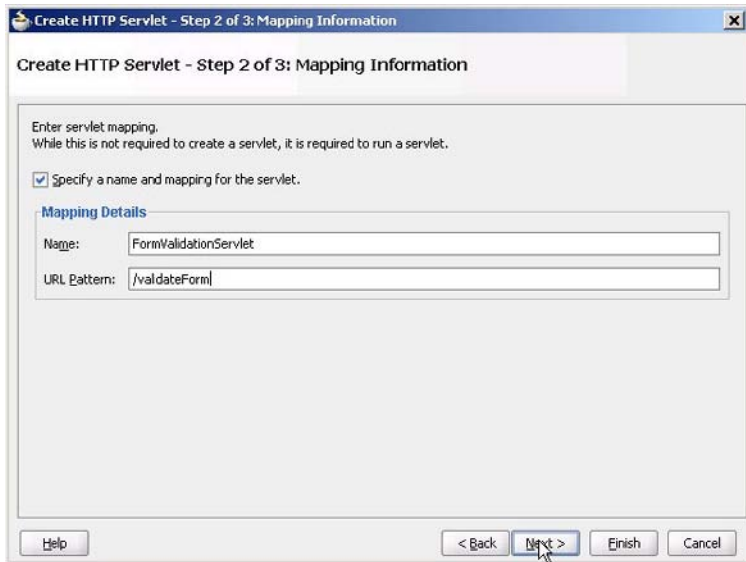 Create HTTP Servlet - Step 2 of 3: Mapping Information
Create HTTP Servlet - Step 2 of 3: Mapping Information
Enter servlet mapping.
While this is not required to create a servlet, it is required to run a servlet.
Specify a name and mapping for the servlet.
Mapping Details
Name: FormValidationServlet
URL Pattern: /valdateForm
Help < Back Next > Finish Cancel